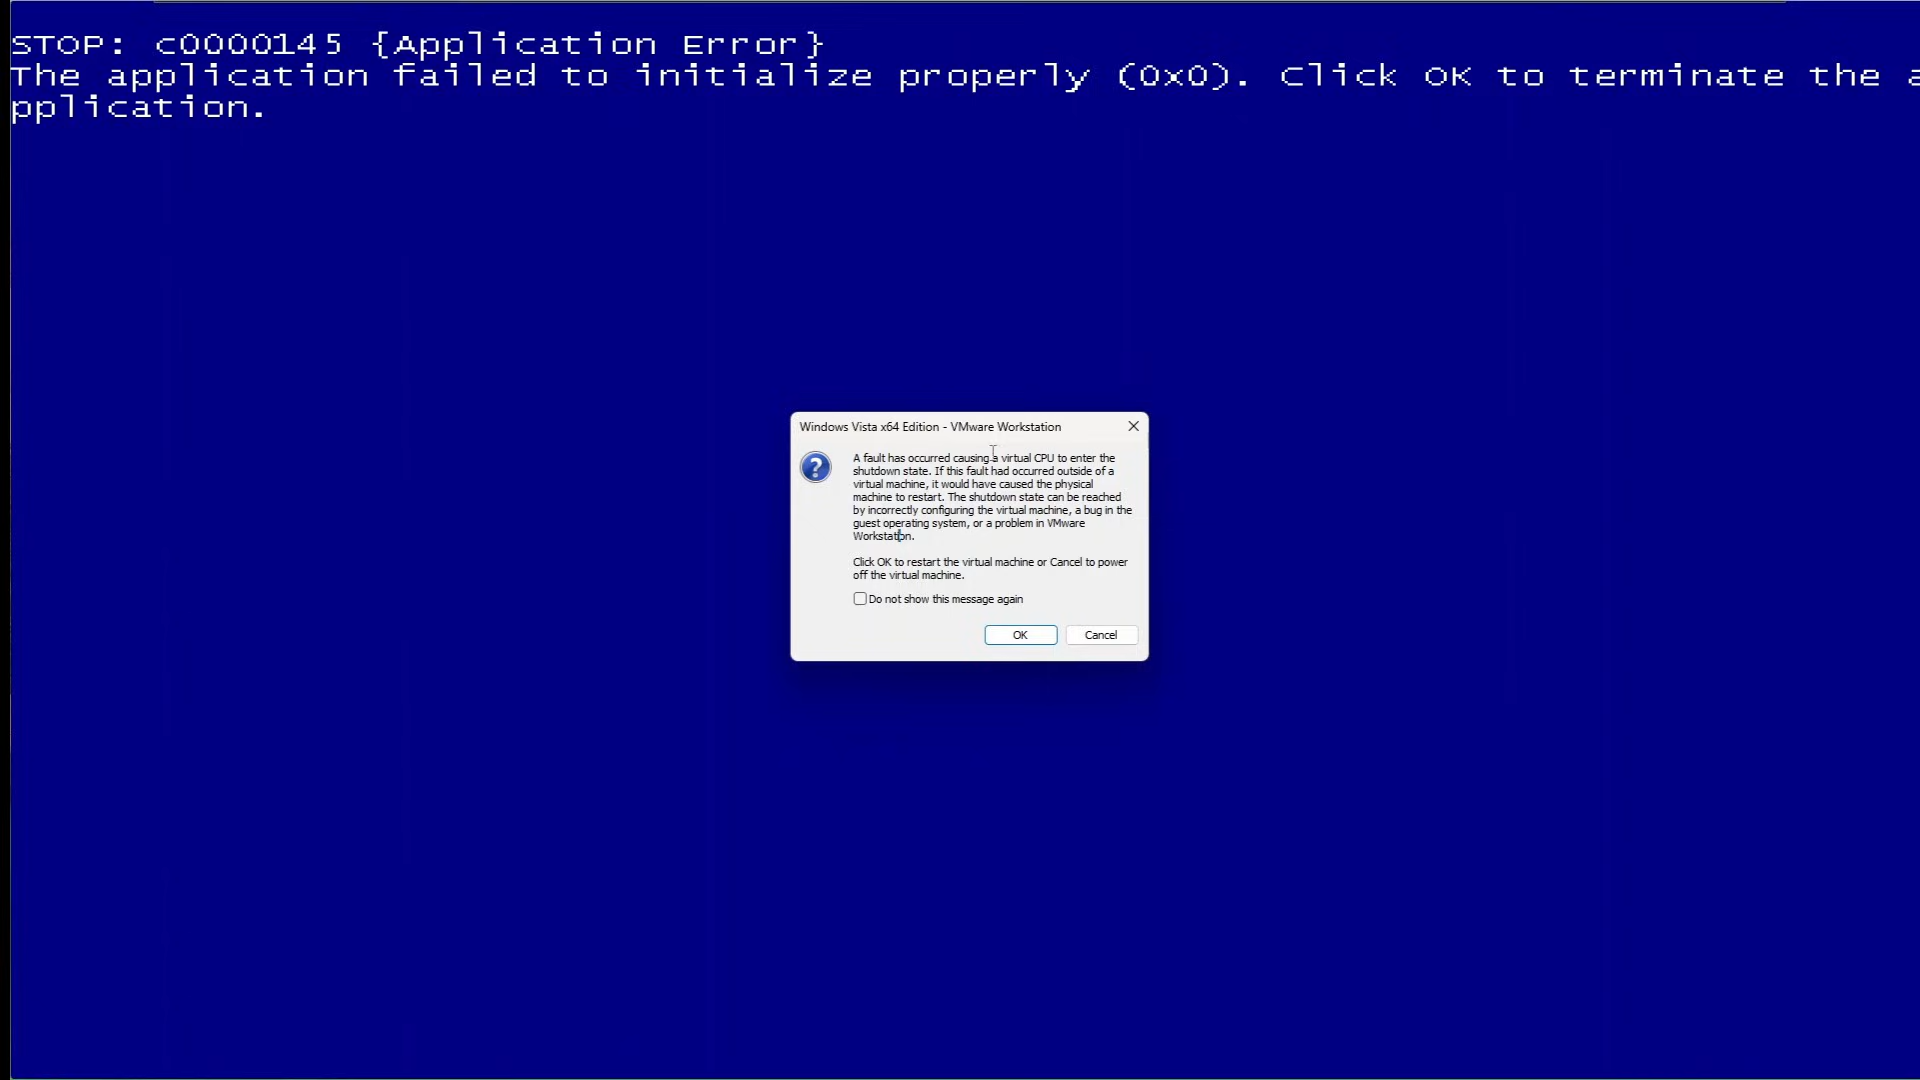 STOP: c0000145 {Application Error}
The application failed to initialize properly (0x0). Click OK to terminate the a
pplication.
Windows Vista x64 Edition - VMware Workstation
A fault has occurred causing a virtual CPU to enter the
shutdown state. If this fault had occurred outside of a
virtual machine, it would have caused the physical
machine to restart. The shutdown state can be reached
by incorrectly configuring the virtual machine, a bug in the
guest operating system, or a problem in VMware
Workstation.
Click OK to restart the virtual machine or Cancel to power
off the virtual machine.
Do not show this message again
OK
Cancel